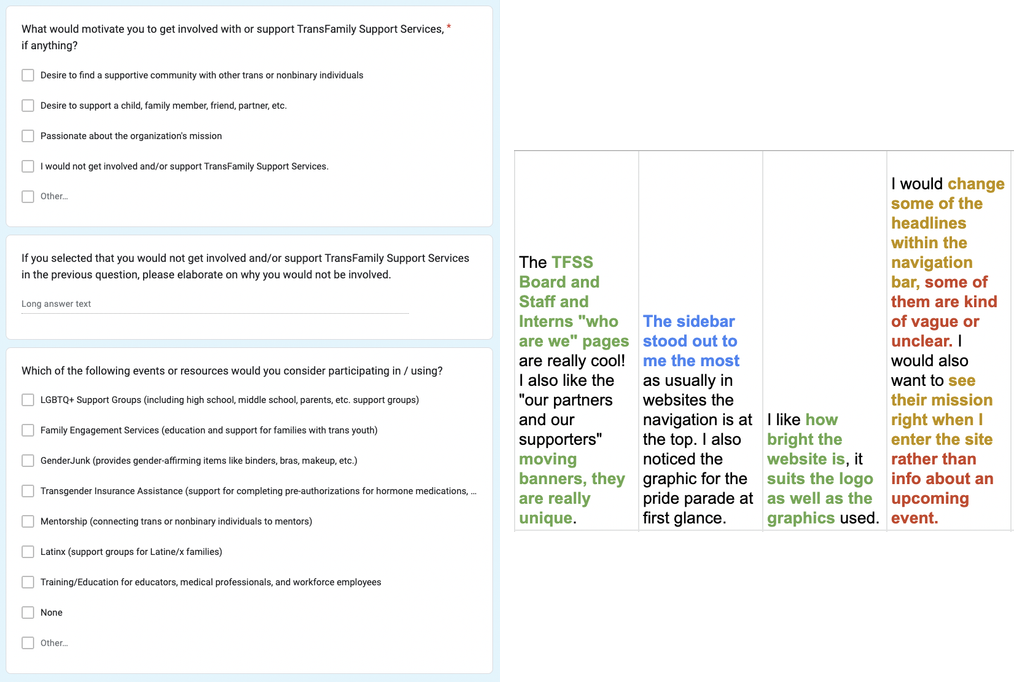 What would motivate you to get involved with or support TransFamily Support Services, *
if anything?
Desire to find a supportive community with other trans or nonbinary individuals
Desire to support a child, family member, friend, partner, etc.
Passionate about the organization's mission
I would not get involved and/or support TransFamily Support Services.
Other...
If you selected that you would not get involved and/or support TransFamily Support Services
in the previous question, please elaborate on why you would not be involved.
Long answer text
Which of the following events or resources would you consider participating in / using?
LGBTQ+ Support Groups (including high school, middle school, parents, etc. support groups)
Family Engagement Services (education and support for families with trans youth)
GenderJunk (provides gender-affirming items like binders, bras, makeup, etc.)
Transgender Insurance Assistance (support for completing pre-authorizations for hormone medications, ...
Mentorship (connecting trans or nonbinary individuals to mentors)
Latinx (support groups for Latine/x families)
Training/Education for educators, medical professionals, and workforce employees
None
Other...
The TFSS
Board and
Staff and
Interns "who
are we" pages
are really cool!
I also like the
"our partners
and our
supporters"
moving
banners, they
are really
unique.
The sidebar
stood out to
me the most
as usually in
websites the
navigation is at
the top. I also
noticed the
graphic for the
pride parade at
first glance.
I like how
bright the
website is, it
suits the logo
as well as the
graphics used.
I would change
some of the
headlines
within the
navigation
bar, some of
them are kind
of vague or
unclear. I
would also
want to see
their mission
right when I
enter the site
rather than
info about an
upcoming
event.